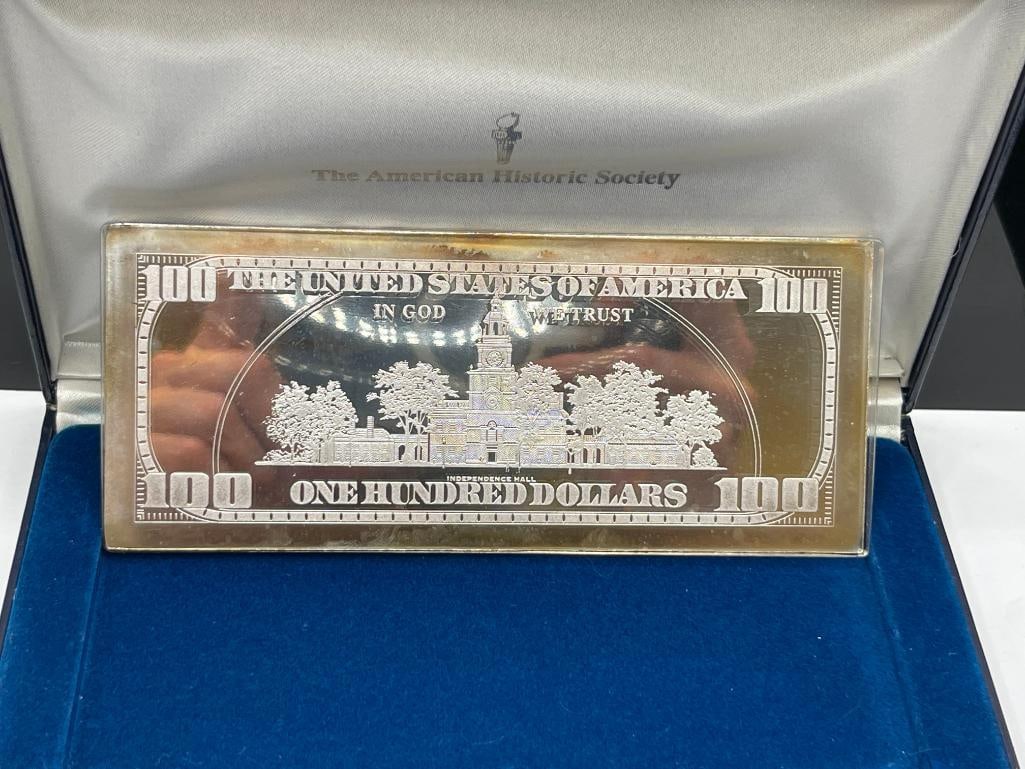 The American Historic Society
100 THE UNITED STATES OF AMERICA 100
IN GOD WE TRUST
INDEPENDENCE HALL
100 ONE HUNDRED DOLLARS 100